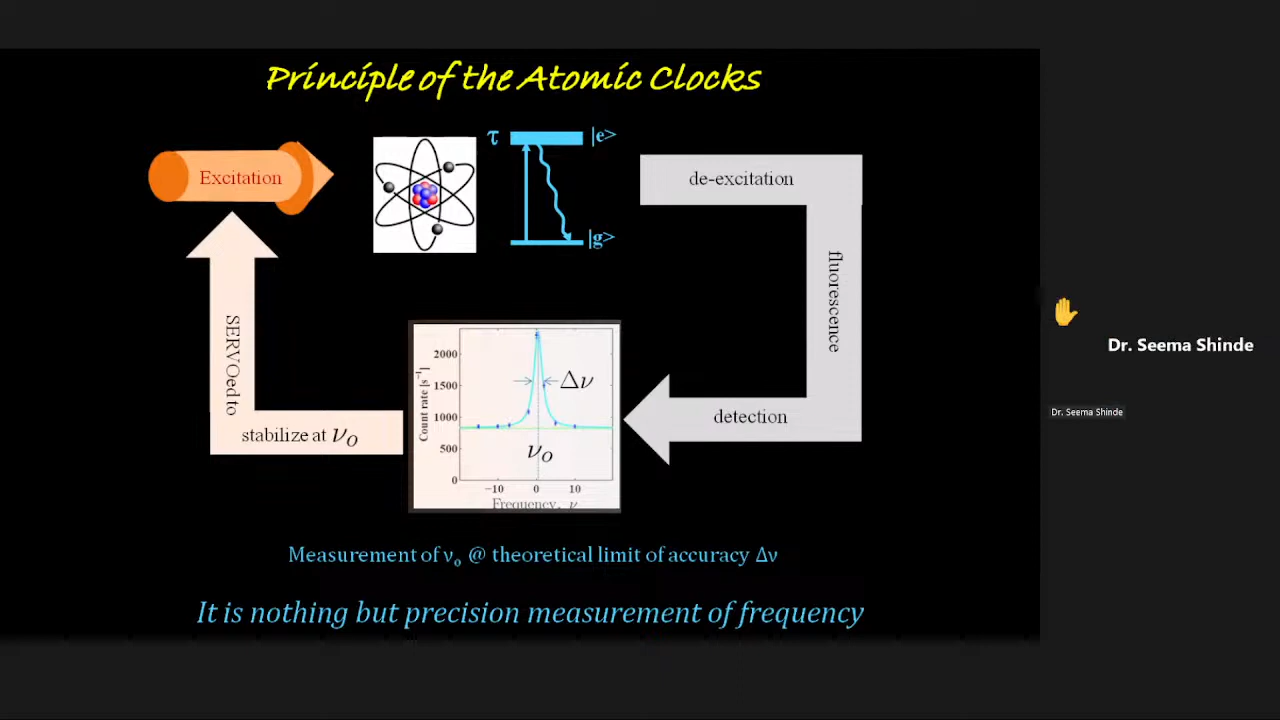 Principle of the Atomic Clocks
Excitation
τ
|e>
|g>
de-excitation
fluorescence
detection
Count rate [s⁻¹]
2000
1500
1000
500
0
−10 0 10
Frequency, ν
Δν
ν₀
stabilize at ν₀
SERVOed to
Measurement of ν₀ @ theoretical limit of accuracy Δν
It is nothing but precision measurement of frequency
Dr. Seema Shinde
Dr. Seema Shinde